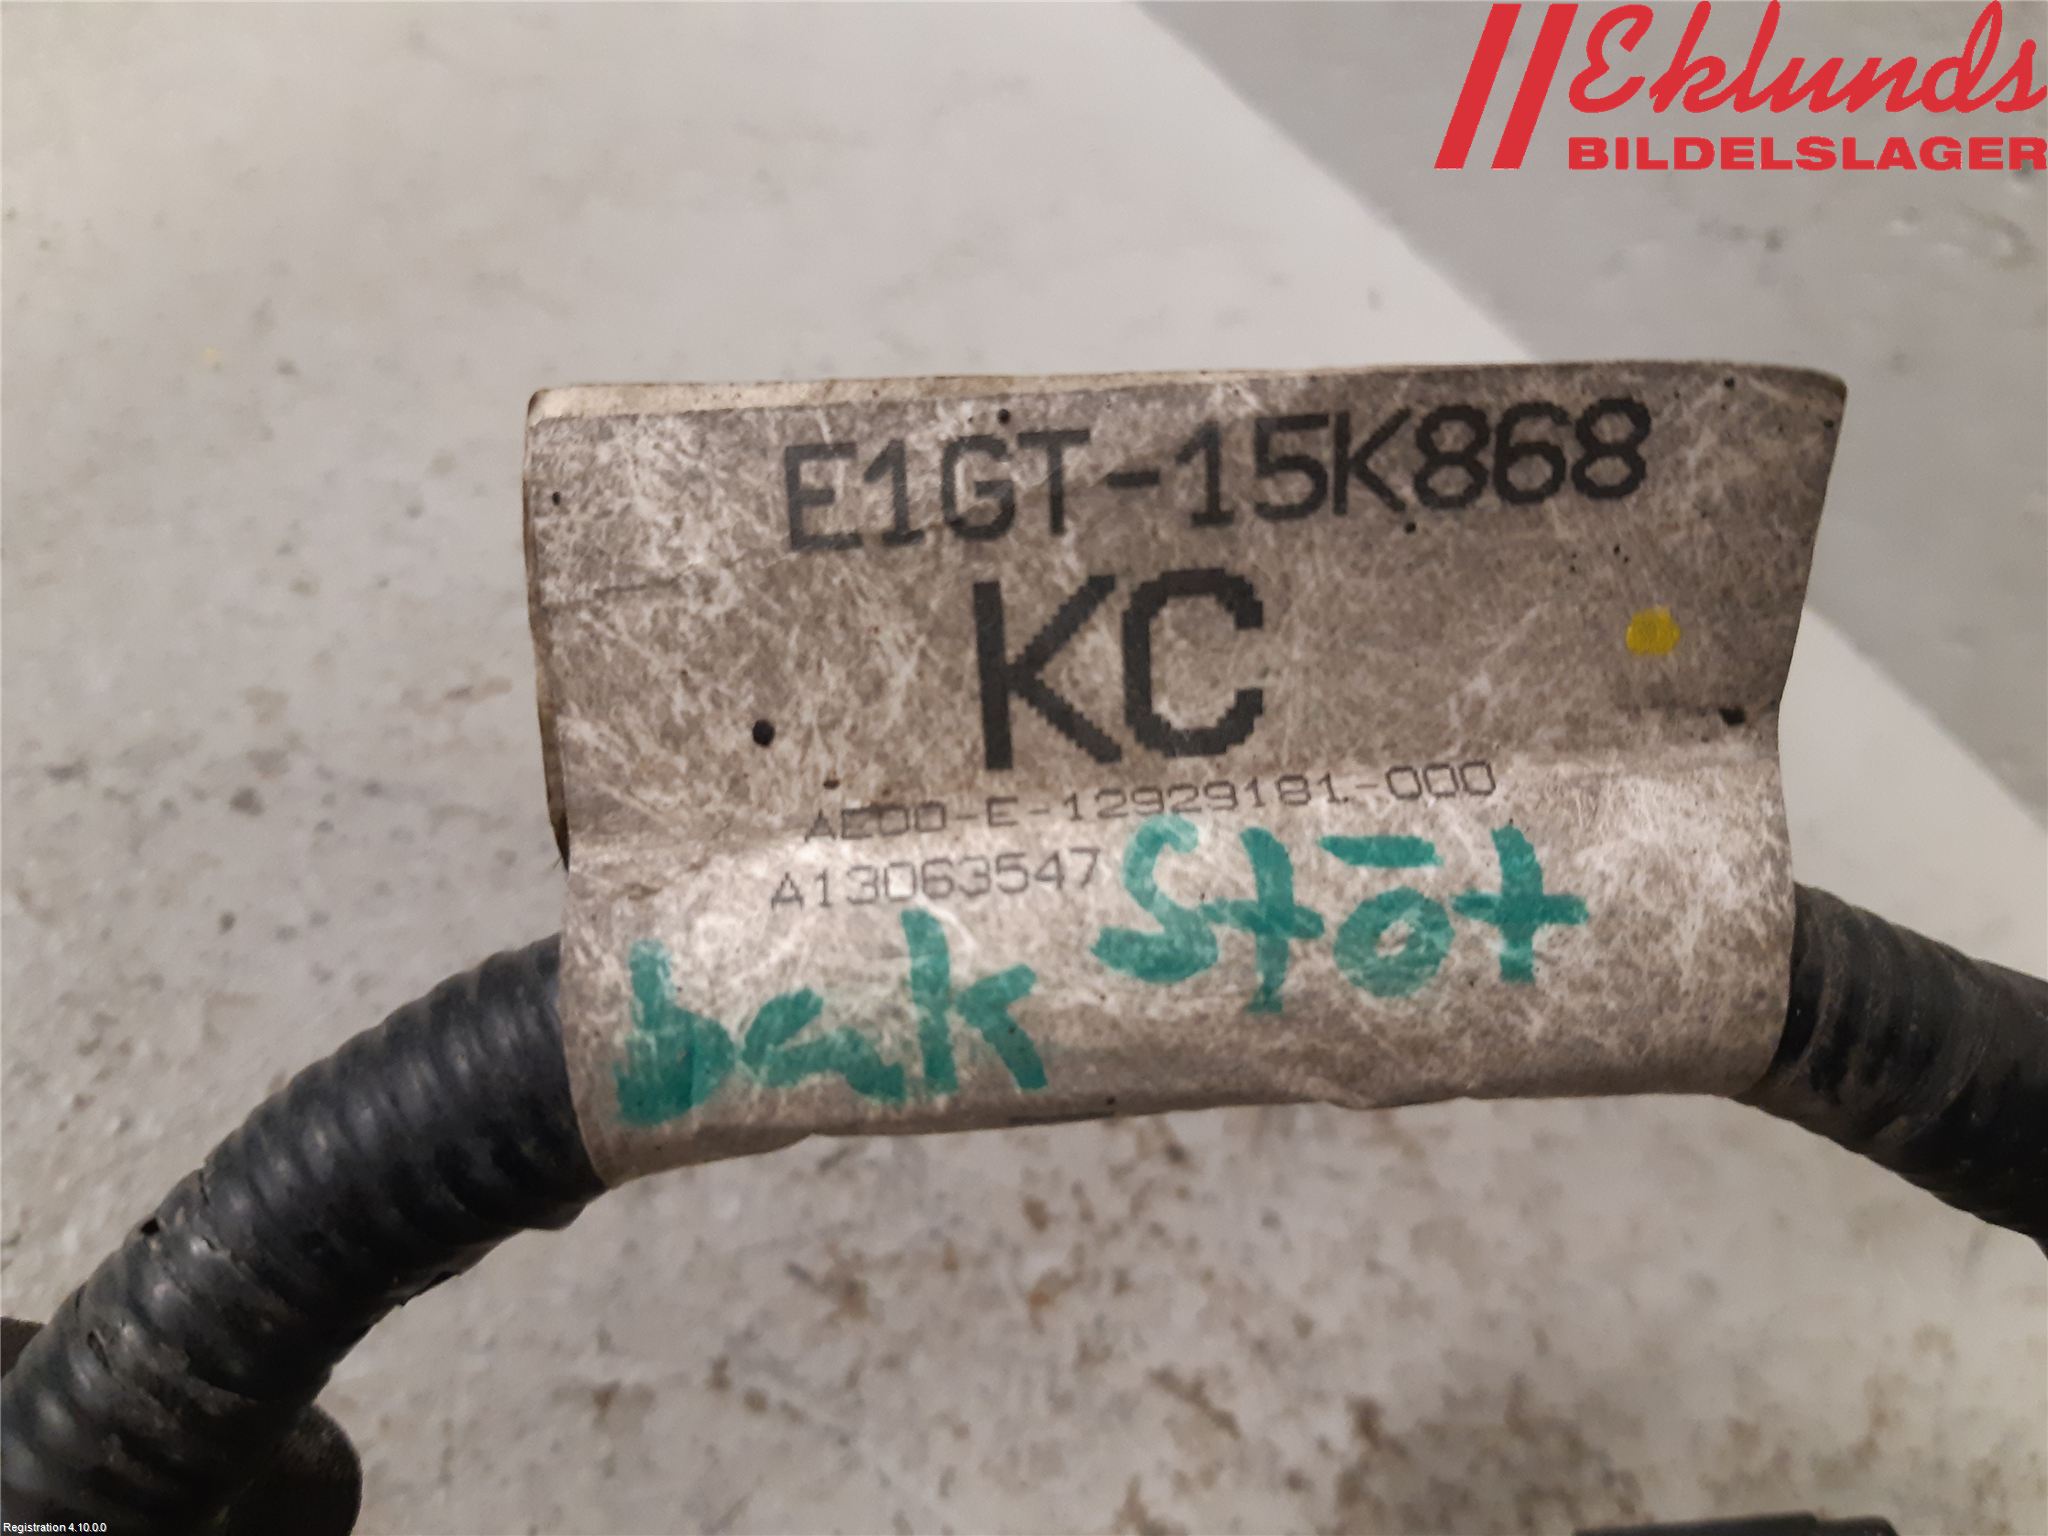 Eklunds
BILDELSLAGER
E1GT-15K868
KC
AE00-E-12929181-000
A13063547
bak Stöt
Registration 4.10.0.0